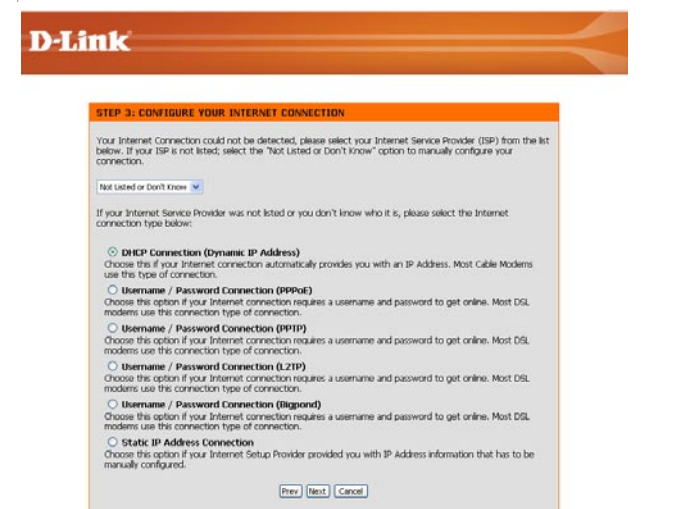 D-Link
STEP 3: CONFIGURE YOUR INTERNET CONNECTION
Your Internet Connection could not be detected, please select your Internet Service Provider (ISP) from the list
below. If your ISP is not listed; select the "Not Listed or Don't Know" option to manually configure your
connection.
Not Listed or Don't Know
If your Internet Service Provider was not listed or you don't know who it is, please select the Internet
connection type below:
DHCP Connection (Dynamic IP Address)
Choose this if your Internet connection automatically provides you with an IP Address. Most Cable Modems
use this type of connection.
Username / Password Connection (PPPoE)
Choose this option if your Internet connection requires a username and password to get online. Most DSL
modems use this connection type of connection.
Username / Password Connection (PPTP)
Choose this option if your Internet connection requires a username and password to get online. Most DSL
modems use this connection type of connection.
Username / Password Connection (L2TP)
Choose this option if your Internet connection requires a username and password to get online. Most DSL
modems use this connection type of connection.
Username / Password Connection (Bigpond)
Choose this option if your Internet connection requires a username and password to get online. Most DSL
modems use this connection type of connection.
Static IP Address Connection
Choose this option if your Internet Setup Provider provided you with IP Address information that has to be
manually configured.
Prev Next Cancel